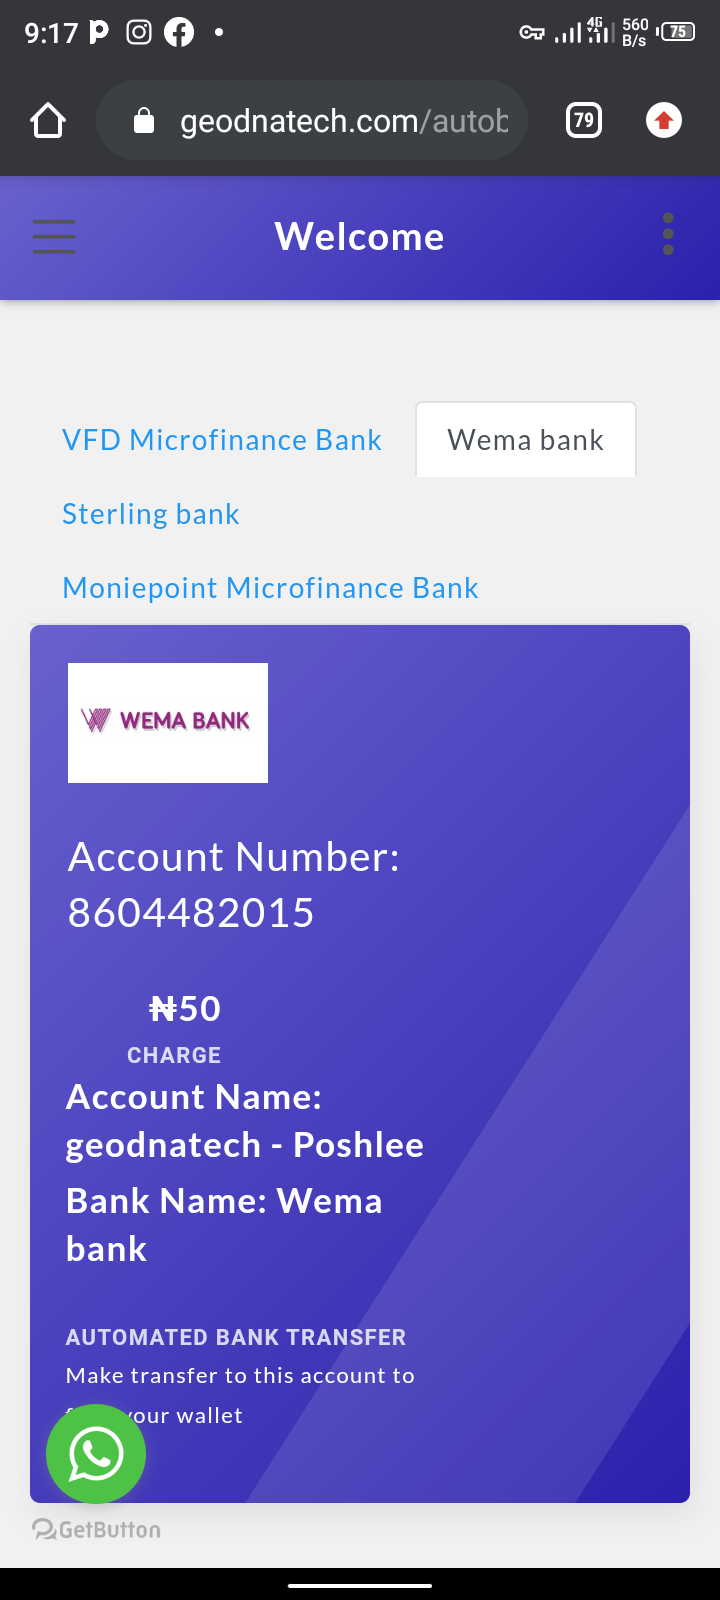 9:17
4G
560
B/s
75
geodnatech.com/autob
79
Welcome
VFD Microfinance Bank
Wema bank
Sterling bank
Moniepoint Microfinance Bank
WEMA BANK
Account Number:
8604482015
₦50
CHARGE
Account Name:
geodnatech - Poshlee
Bank Name: Wema
bank
AUTOMATED BANK TRANSFER
Make transfer to this account to
your wallet
GetButton